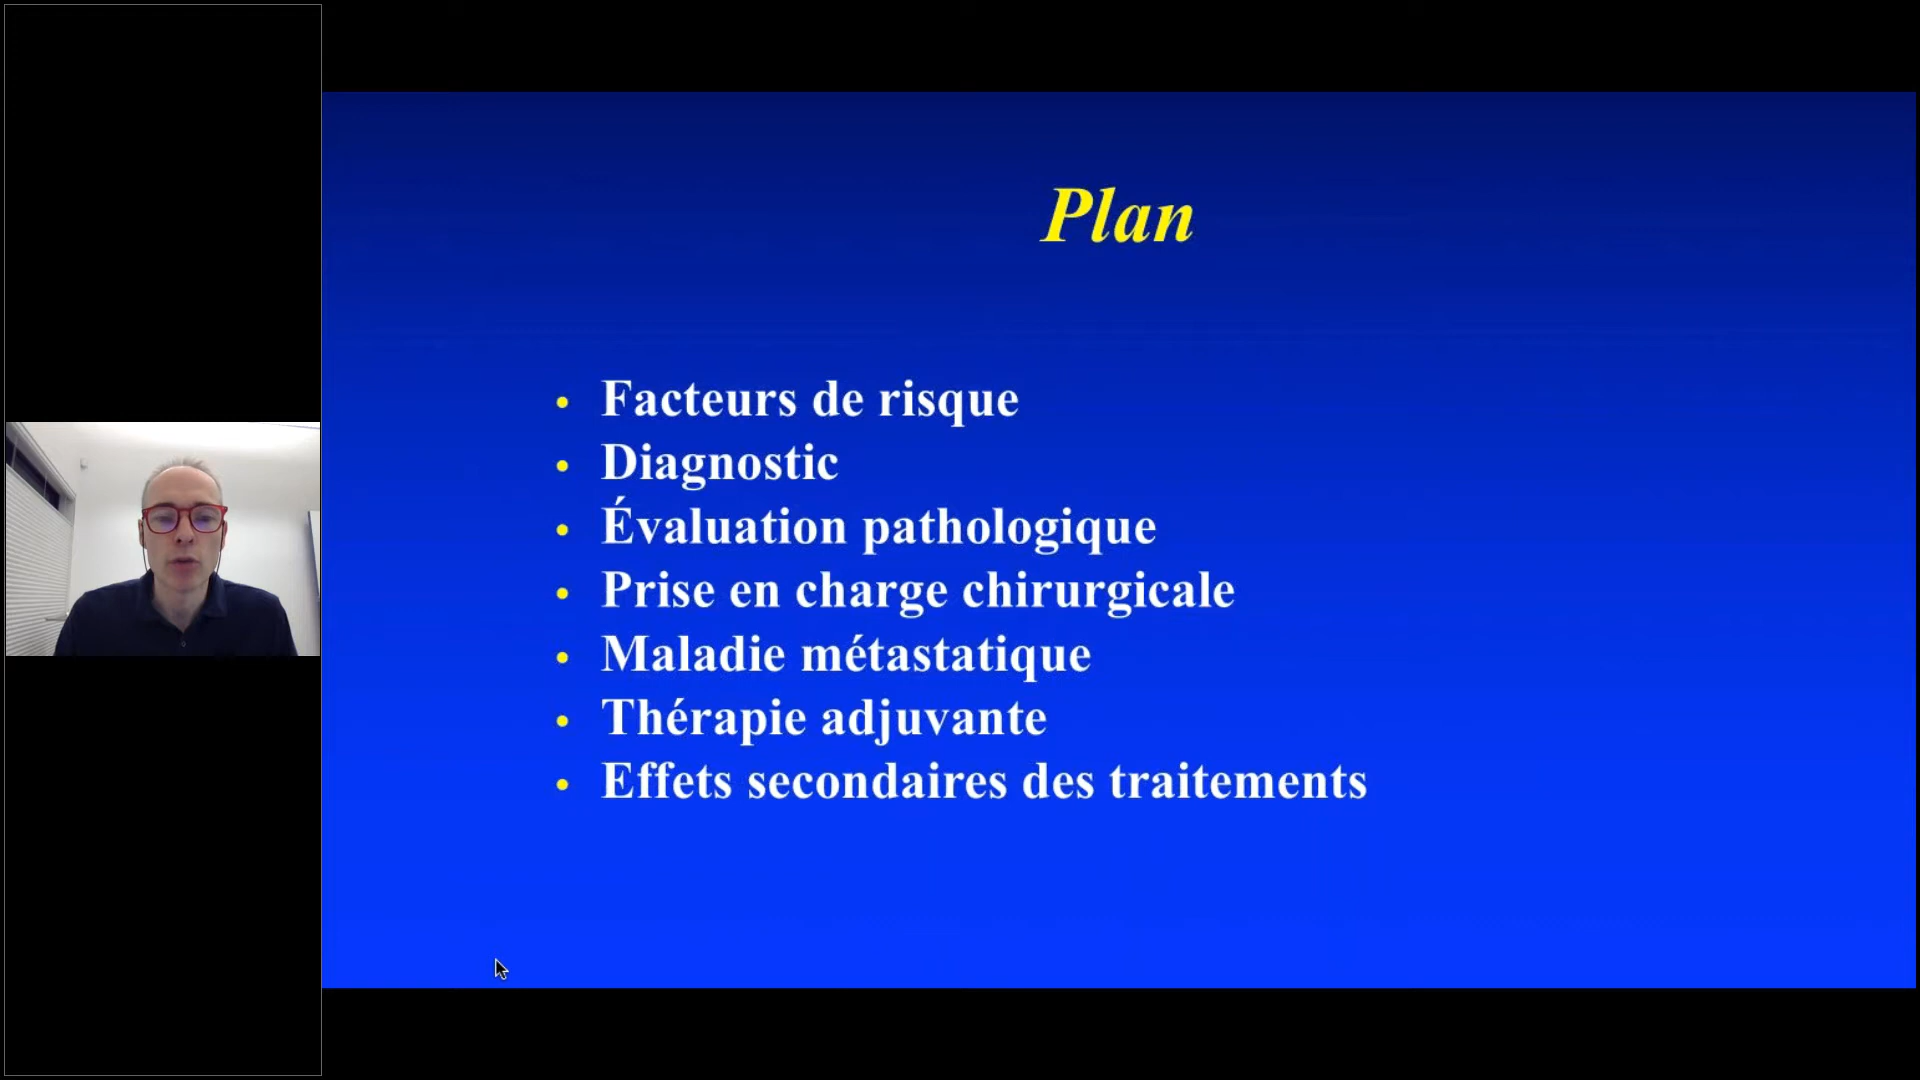 Plan
• Facteurs de risque
• Diagnostic
• Évaluation pathologique
• Prise en charge chirurgicale
• Maladie métastatique
• Thérapie adjuvante
• Effets secondaires des traitements